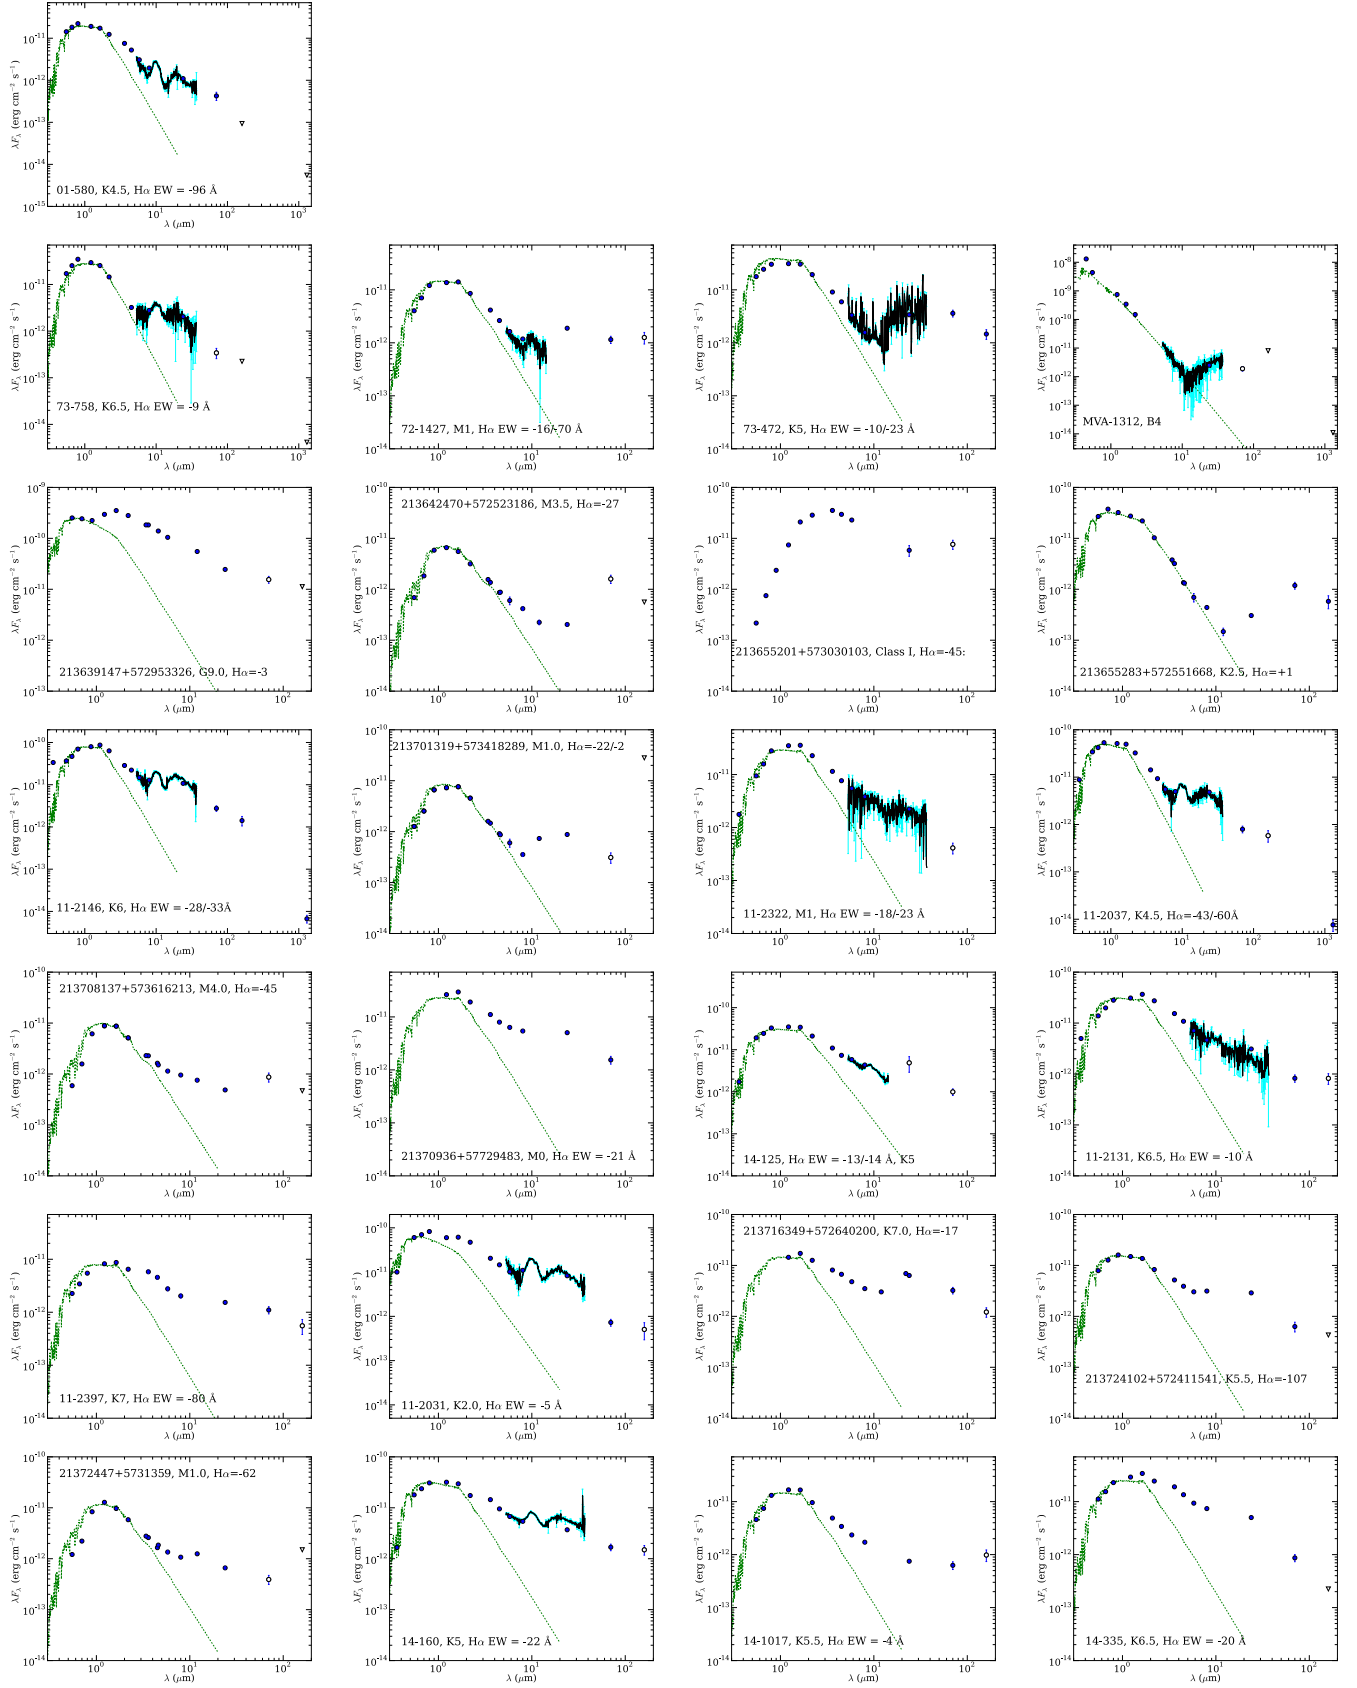 01-580, K4.5, Hα EW = -96 Å
λFλ (erg cm⁻² s⁻¹)
λ (μm)
73-758, K6.5, Hα EW = -9 Å
72-1427, M1, Hα EW = -16/-70 Å
73-472, K5, Hα EW = -10/-23 Å
MVA-1312, B4
213639147+572953326, G9.0, Hα=-3
213642470+572523186, M3.5, Hα=-27
213655201+573030103, Class I, Hα=-45:
213655283+572551668, K2.5, Hα=+1
11-2146, K6, Hα EW = -28/-33Å
213701319+573418289, M1.0, Hα=-22/-2
11-2322, M1, Hα EW = -18/-23 Å
11-2037, K4.5, Hα=-43/-60Å
213708137+573616213, M4.0, Hα=-45
21370936+57729483, M0, Hα EW = -21 Å
14-125, Hα EW = -13/-14 Å, K5
11-2131, K6.5, Hα EW = -10 Å
11-2397, K7, Hα EW = -80 Å
11-2031, K2.0, Hα EW = -5 Å
213716349+572640200, K7.0, Hα=-17
213724102+572411541, K5.5, Hα=-107
21372447+5731359, M1.0, Hα=-62
14-160, K5, Hα EW = -22 Å
14-1017, K5.5, Hα EW = -4 Å
14-335, K6.5, Hα EW = -20 Å